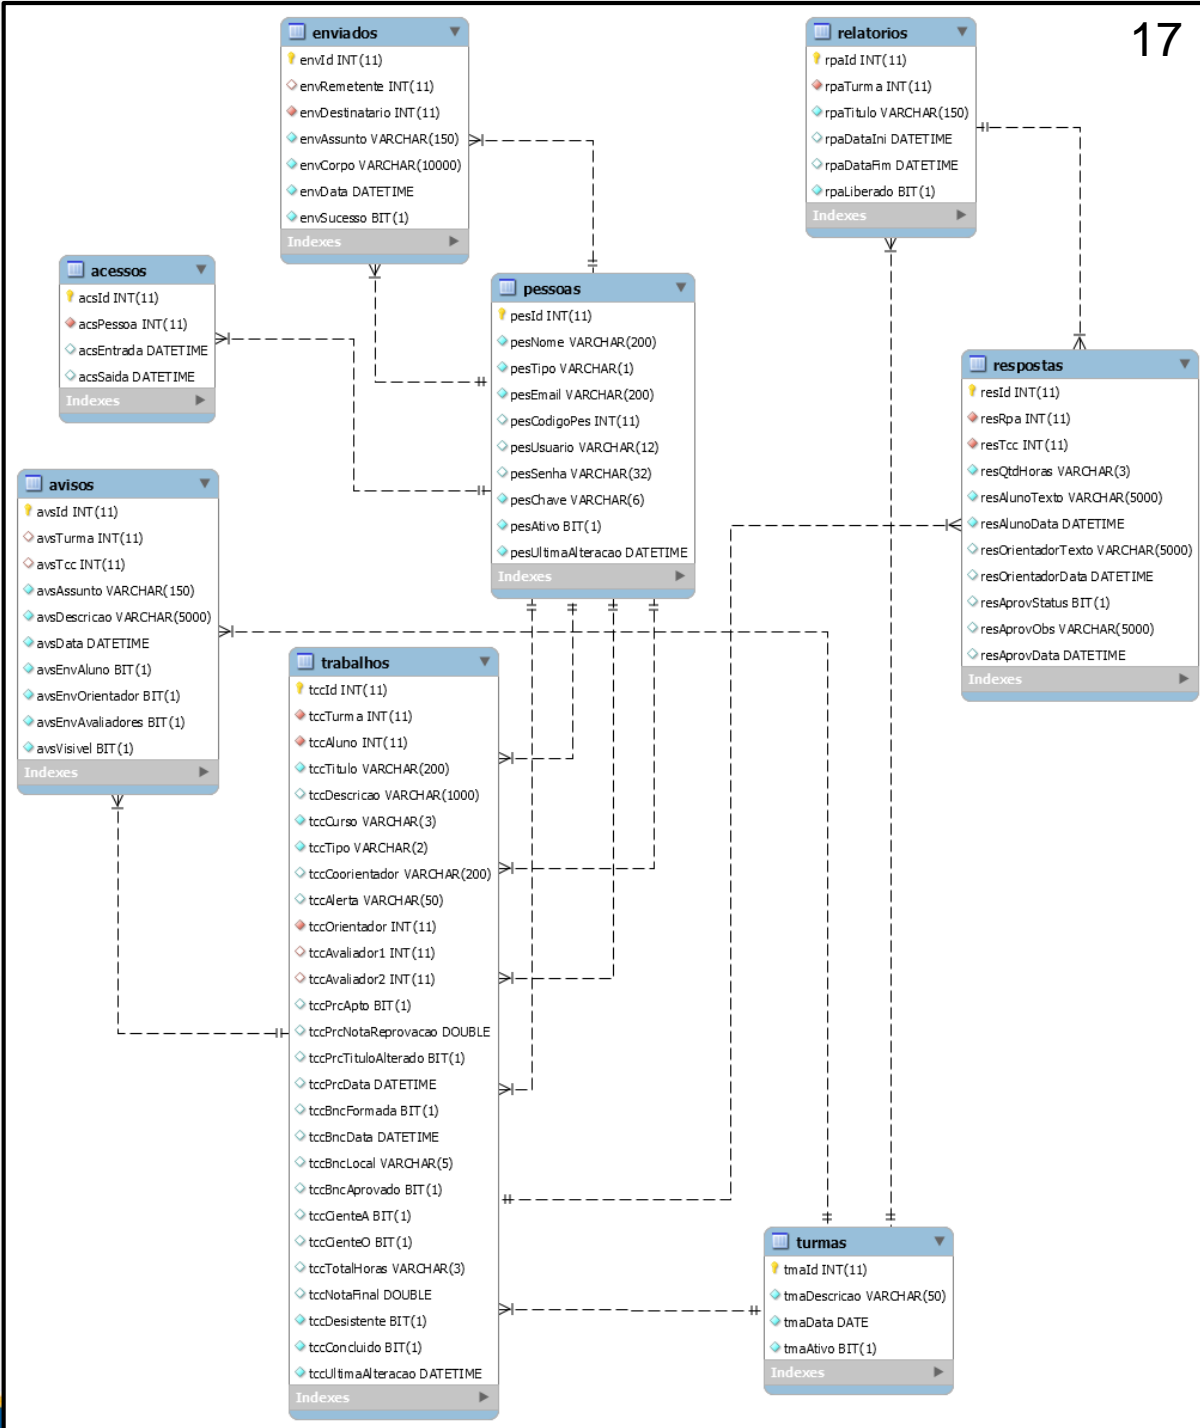 17
enviados
envId INT(11)
envRemetente INT(11)
envDestinatario INT(11)
envAssunto VARCHAR(150)
envCorpo VARCHAR(10000)
envData DATETIME
envSucesso BIT(1)
Indexes
relatorios
rpaId INT(11)
rpaTurma INT(11)
rpaTitulo VARCHAR(150)
rpaDataIni DATETIME
rpaDataFim DATETIME
rpaLiberado BIT(1)
Indexes
acessos
acsId INT(11)
acsPessoa INT(11)
acsEntrada DATETIME
acsSaida DATETIME
Indexes
pessoas
pesId INT(11)
pesNome VARCHAR(200)
pesTipo VARCHAR(1)
pesEmail VARCHAR(200)
pesCodigoPes INT(11)
pesUsuario VARCHAR(12)
pesSenha VARCHAR(32)
pesChave VARCHAR(6)
pesAtivo BIT(1)
pesUltimaAlteracao DATETIME
Indexes
respostas
resId INT(11)
resRpa INT(11)
resTcc INT(11)
resQtdHoras VARCHAR(3)
resAlunoTexto VARCHAR(5000)
resAlunoData DATETIME
resOrientadorTexto VARCHAR(5000)
resOrientadorData DATETIME
resAprovStatus BIT(1)
resAprovObs VARCHAR(5000)
resAprovData DATETIME
Indexes
avisos
avsId INT(11)
avsTurma INT(11)
avsTcc INT(11)
avsAssunto VARCHAR(150)
avsDescricao VARCHAR(5000)
avsData DATETIME
avsEnvAluno BIT(1)
avsEnvOrientador BIT(1)
avsEnvAvaliadores BIT(1)
avsVisivel BIT(1)
Indexes
trabalhos
tccId INT(11)
tccTurma INT(11)
tccAluno INT(11)
tccTitulo VARCHAR(200)
tccDescricao VARCHAR(1000)
tccCurso VARCHAR(3)
tccTipo VARCHAR(2)
tccCoorientador VARCHAR(200)
tccAlerta VARCHAR(50)
tccOrientador INT(11)
tccAvaliador1 INT(11)
tccAvaliador2 INT(11)
tccPrcApto BIT(1)
tccPrcNotaReprovacao DOUBLE
tccPrcTituloAlterado BIT(1)
tccPrcData DATETIME
tccBncFormada BIT(1)
tccBncData DATETIME
tccBncLocal VARCHAR(5)
tccBncAprovado BIT(1)
tccCienteA BIT(1)
tccCienteO BIT(1)
tccTotalHoras VARCHAR(3)
tccNotaFinal DOUBLE
tccDesistente BIT(1)
tccConcluido BIT(1)
tccUltimaAlteracao DATETIME
Indexes
turmas
tmaId INT(11)
tmaDescricao VARCHAR(50)
tmaData DATE
tmaAtivo BIT(1)
Indexes